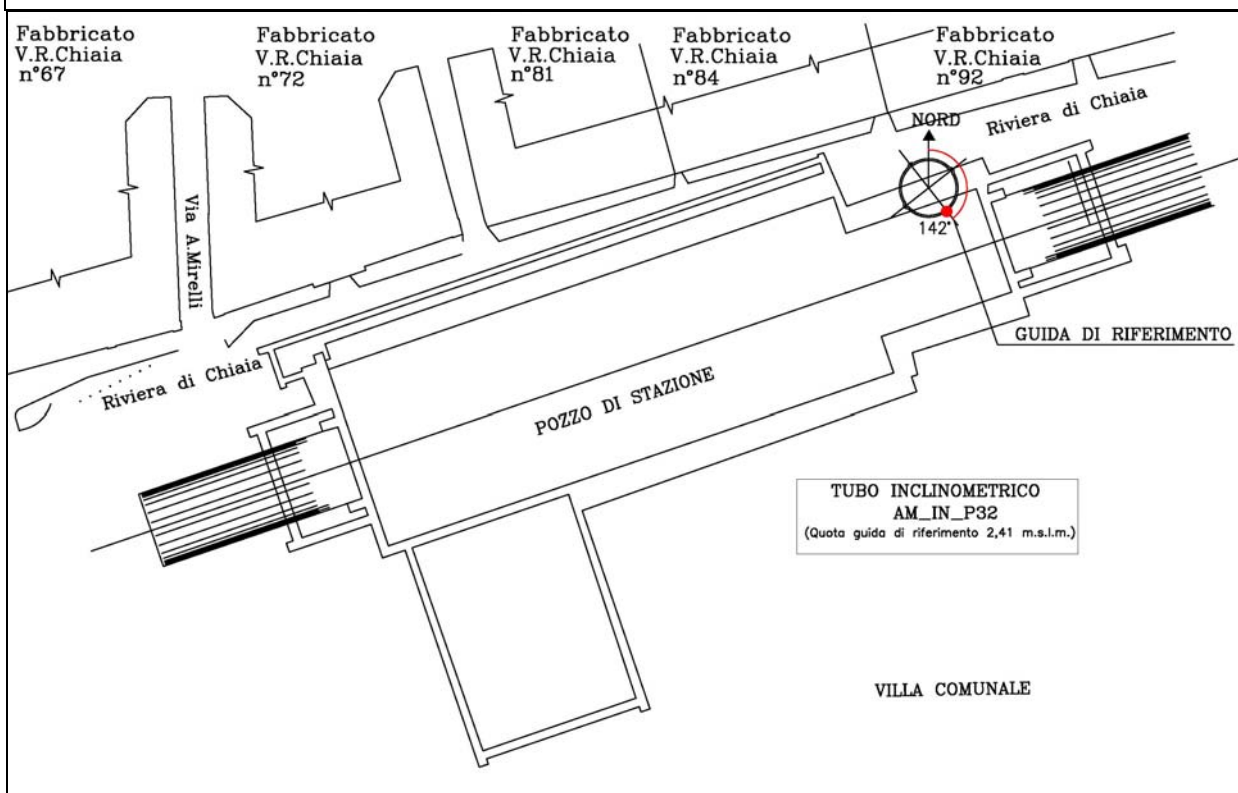 Fabbricato
V.R.Chiaia
n°67
Fabbricato
V.R.Chiaia
n°72
Fabbricato
V.R.Chiaia
n°81
Fabbricato
V.R.Chiaia
n°84
Fabbricato
V.R.Chiaia
n°92
NORD
Riviera di Chiaia
142°
Via A.Mirelli
GUIDA DI RIFERIMENTO
Riviera di Chiaia
POZZO DI STAZIONE
TUBO INCLINOMETRICO
AM_IN_P32
(Quota guida di riferimento 2,41 m.s.l.m.)
VILLA COMUNALE